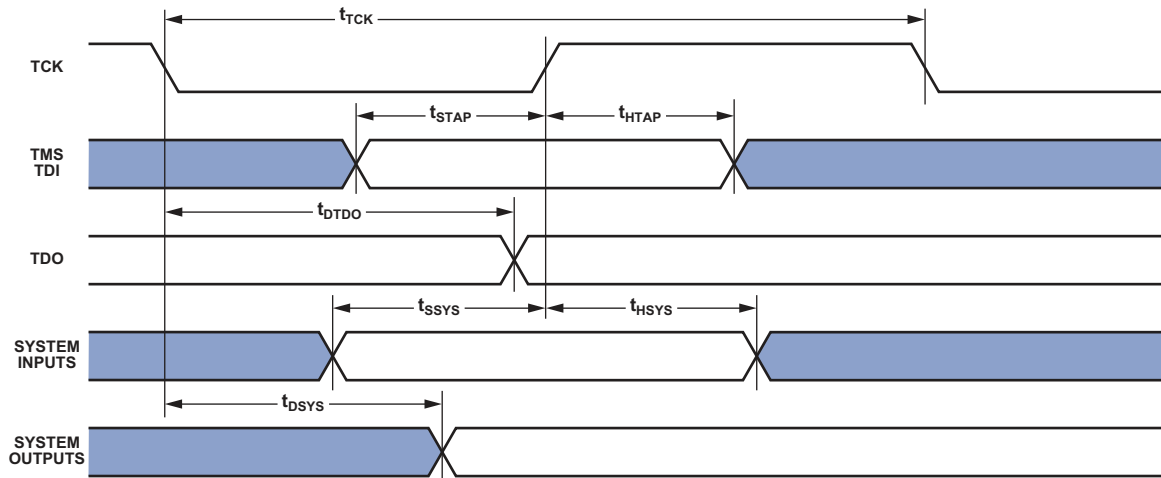 tTCK
TCK
tSTAP
tHTAP
TMS
TDI
tDTDO
TDO
tSSYS
tHSYS
SYSTEM
INPUTS
tDSYS
SYSTEM
OUTPUTS